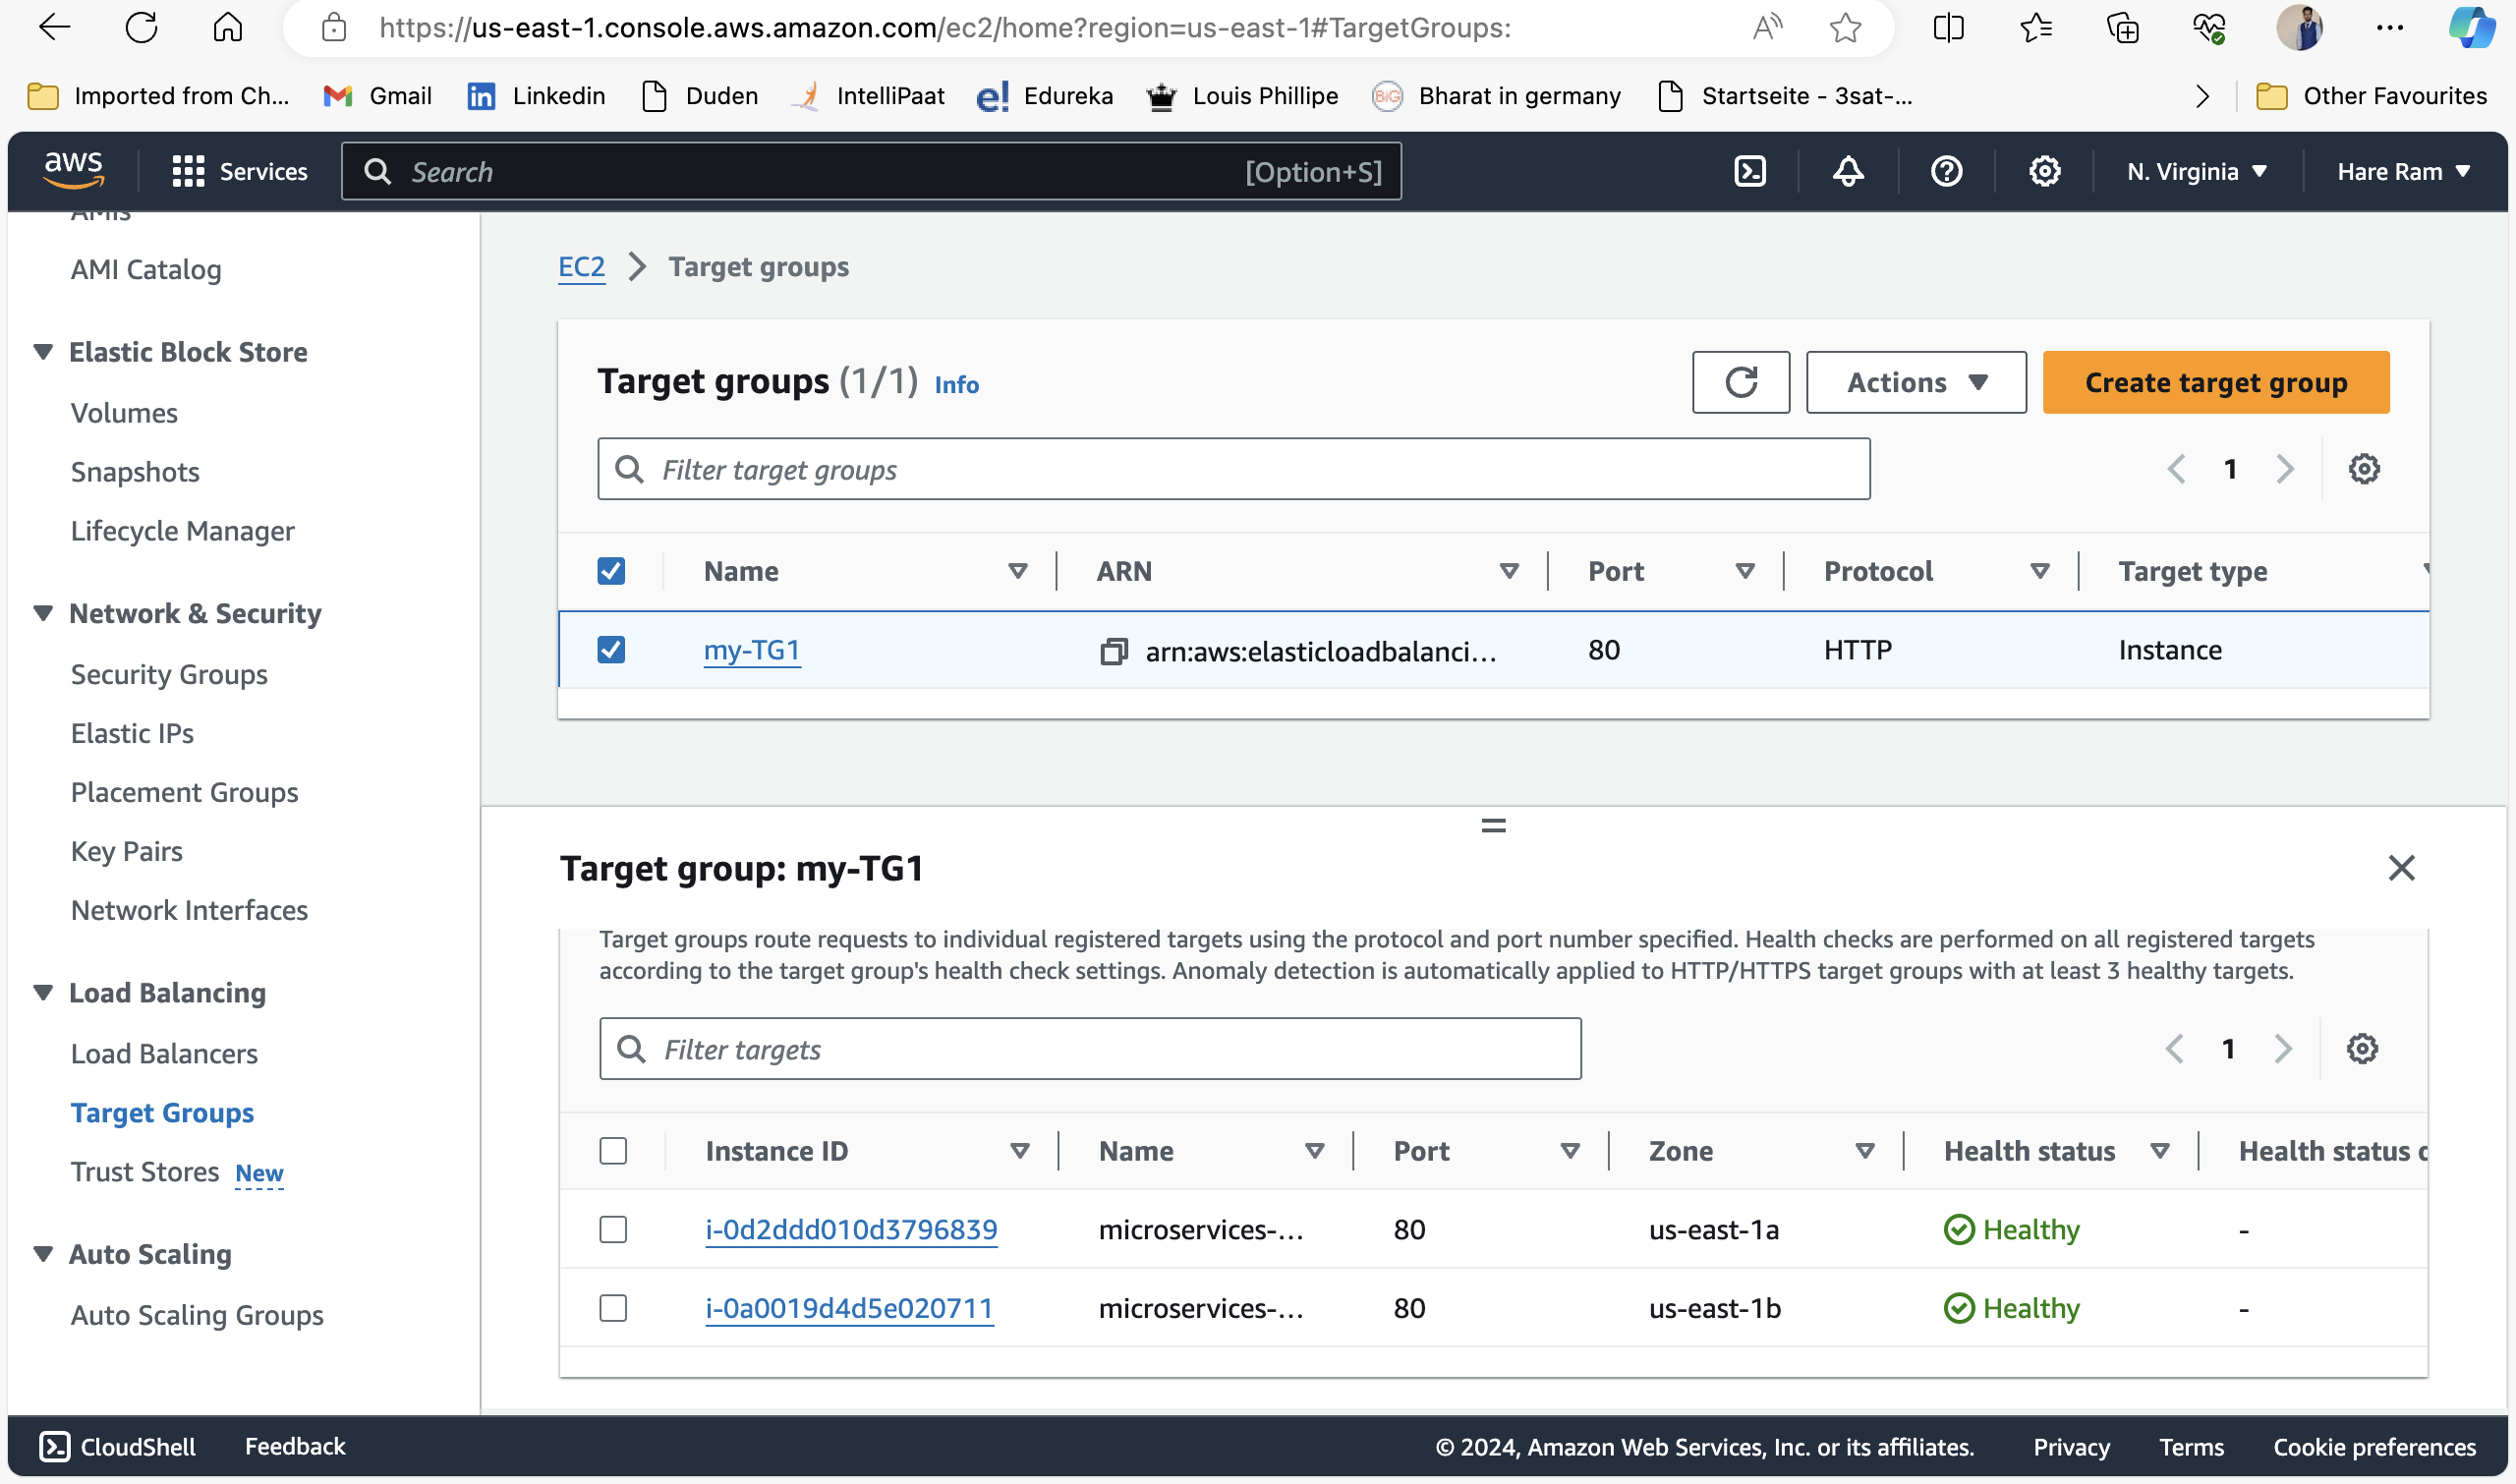 https://us-east-1.console.aws.amazon.com/ec2/home?region=us-east-1#TargetGroups:
Imported from Ch... Gmail Linkedin Duden IntelliPaat e! Edureka Louis Phillipe BIG Bharat in germany Startseite - 3sat-... Other Favourites
aws Services Search [Option+S] N. Virginia Hare Ram
AMIs
AMI Catalog
Elastic Block Store
Volumes
Snapshots
Lifecycle Manager
Network & Security
Security Groups
Elastic IPs
Placement Groups
Key Pairs
Network Interfaces
Load Balancing
Load Balancers
Target Groups
Trust Stores New
Auto Scaling
Auto Scaling Groups
EC2 Target groups
Target groups (1/1) Info Actions Create target group
Filter target groups 1
Name ARN Port Protocol Target type
my-TG1 arn:aws:elasticloadbalanci... 80 HTTP Instance
Target group: my-TG1
Target groups route requests to individual registered targets using the protocol and port number specified. Health checks are performed on all registered targets
according to the target group's health check settings. Anomaly detection is automatically applied to HTTP/HTTPS target groups with at least 3 healthy targets.
Filter targets 1
Instance ID Name Port Zone Health status Health status
i-0d2ddd010d3796839 microservices-... 80 us-east-1a Healthy -
i-0a0019d4d5e020711 microservices-... 80 us-east-1b Healthy -
CloudShell Feedback © 2024, Amazon Web Services, Inc. or its affiliates. Privacy Terms Cookie preferences